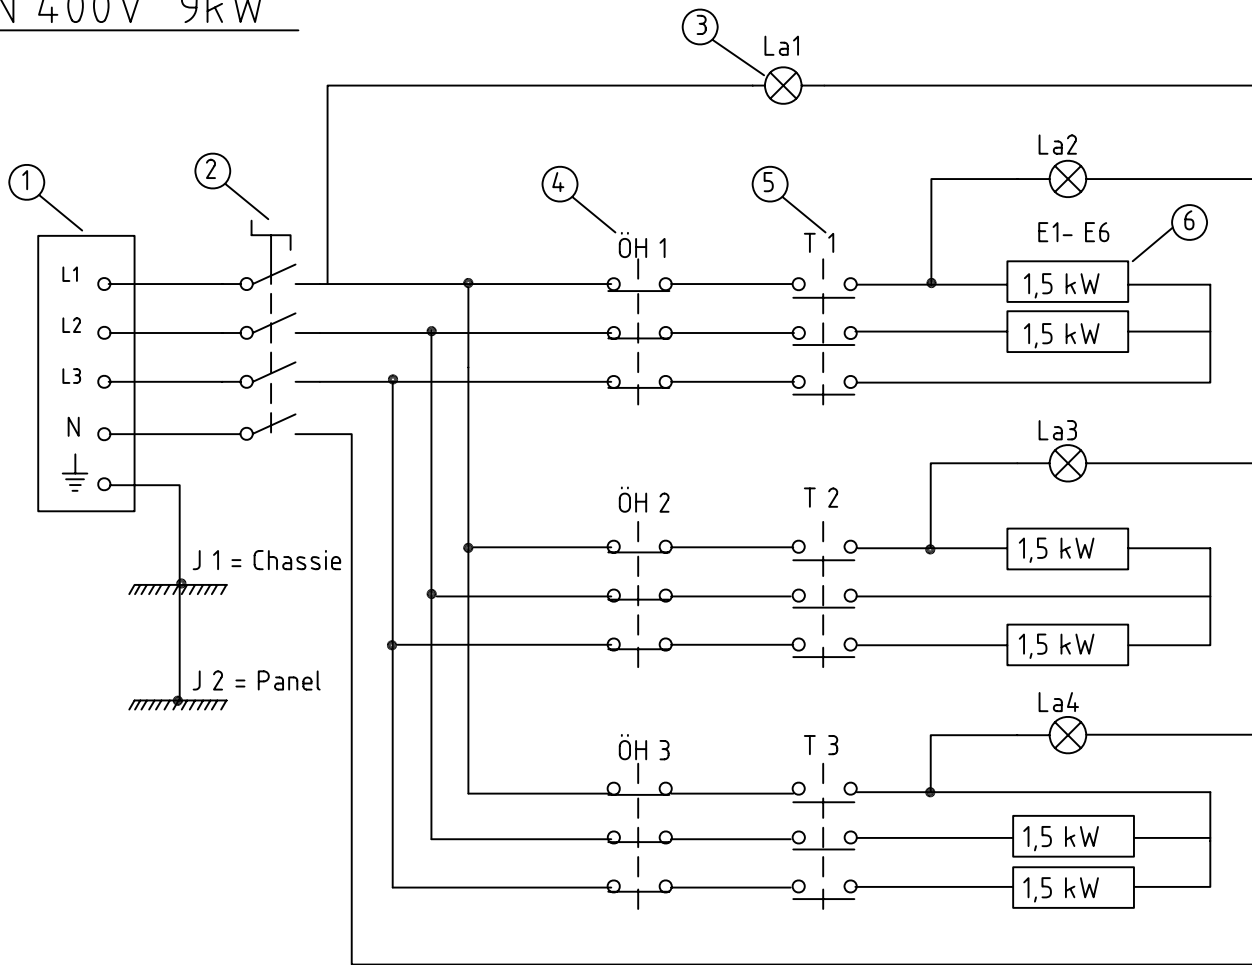 N 400V 9kW
3
La1
1
2
4
5
La2
6
E1- E6
ÖH 1
T 1
L1
1,5 kW
L2
1,5 kW
L3
N
La3
ÖH 2
T 2
1,5 kW
J 1 = Chassie
1,5 kW
J 2 = Panel
La4
ÖH 3
T 3
1,5 kW
1,5 kW